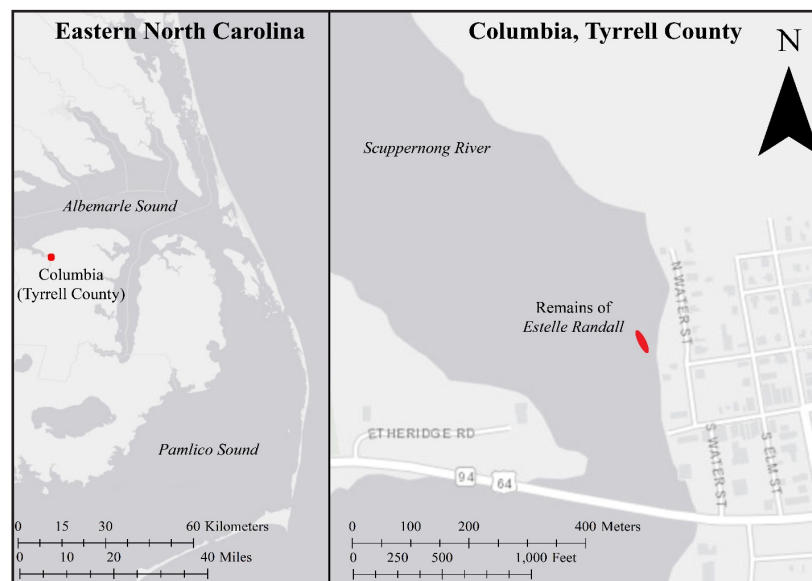 Eastern North Carolina
Albemarle Sound
Columbia
(Tyrrell County)
Pamlico Sound
0 15 30 60 Kilometers
0 10 20 40 Miles
Columbia, Tyrrell County
N
Scuppernong River
N WATER ST
Remains of
Estelle Randall
ETHERIDGE RD
S WATER ST
S ELM ST
94
64
0 100 200 400 Meters
0 250 500 1,000 Feet